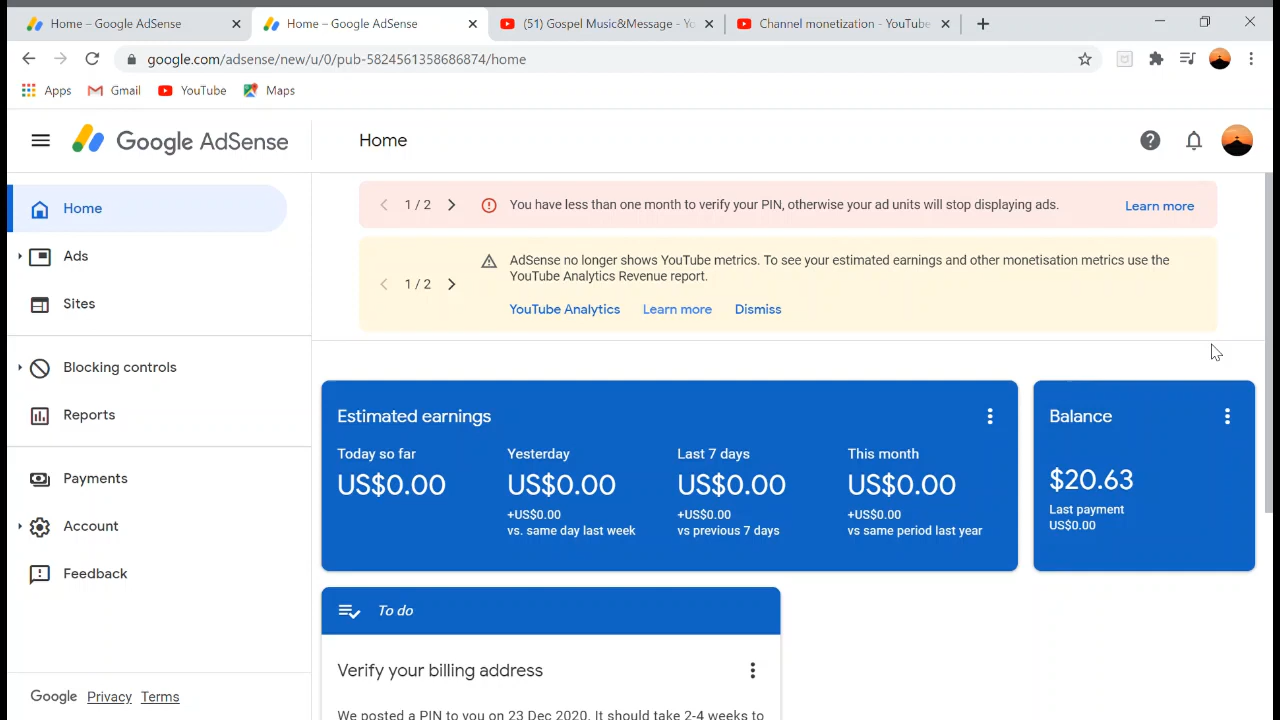 Home – Google AdSense
Home – Google AdSense
(51) Gospel Music&Message - Yo
Channel monetization - YouTube
google.com/adsense/new/u/0/pub-5824561358686874/home
Apps
Gmail
YouTube
Maps
Google AdSense
Home
Home
Ads
Sites
Blocking controls
Reports
Payments
Account
Feedback
Google Privacy Terms
1 / 2
You have less than one month to verify your PIN, otherwise your ad units will stop displaying ads.
Learn more
1 / 2
AdSense no longer shows YouTube metrics. To see your estimated earnings and other monetisation metrics use the
YouTube Analytics Revenue report.
YouTube Analytics Learn more Dismiss
Estimated earnings
Today so far
US$0.00
Yesterday
US$0.00
+US$0.00
vs. same day last week
Last 7 days
US$0.00
+US$0.00
vs previous 7 days
This month
US$0.00
+US$0.00
vs same period last year
Balance
$20.63
Last payment
US$0.00
To do
Verify your billing address
We posted a PIN to you on 23 Dec 2020. It should take 2-4 weeks to